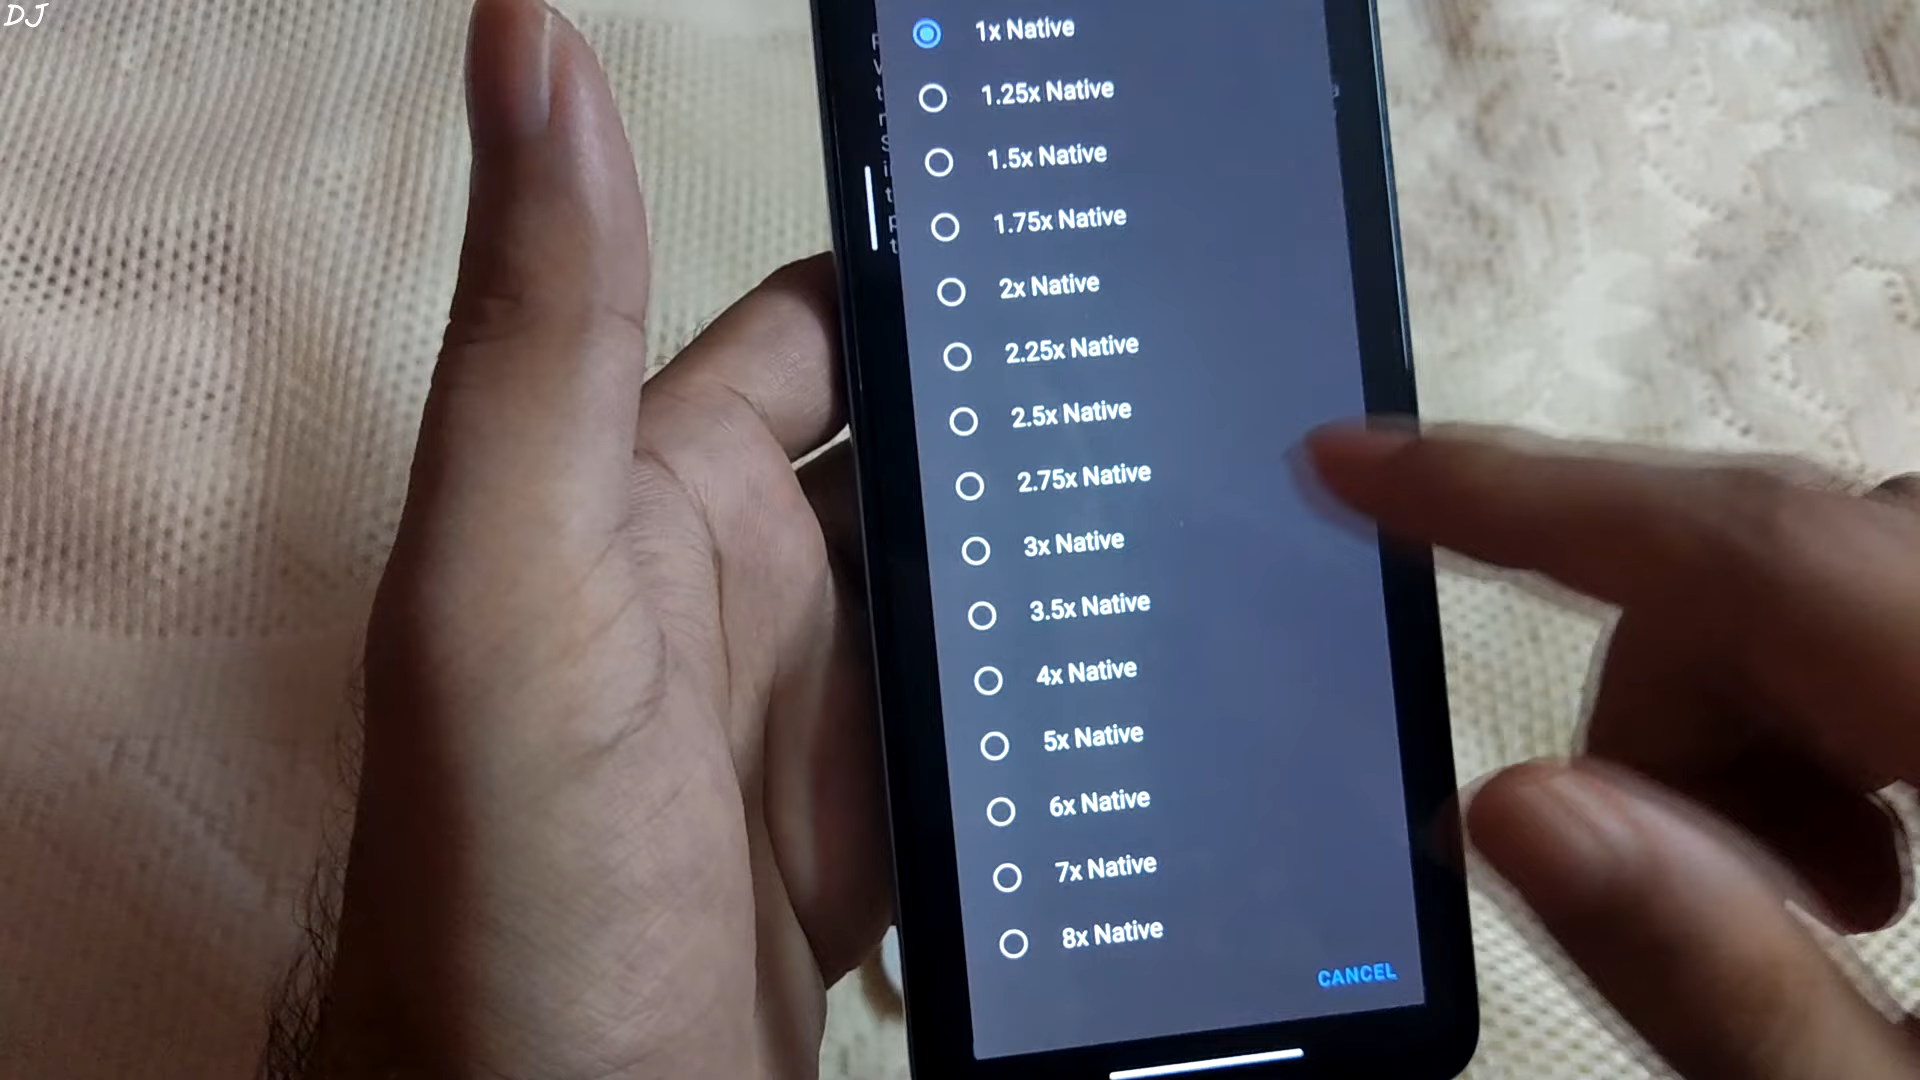 DJ
1x Native
1.25x Native
1.5x Native
1.75x Native
2x Native
2.25x Native
2.5x Native
2.75x Native
3x Native
3.5x Native
4x Native
5x Native
6x Native
7x Native
8x Native
CANCEL